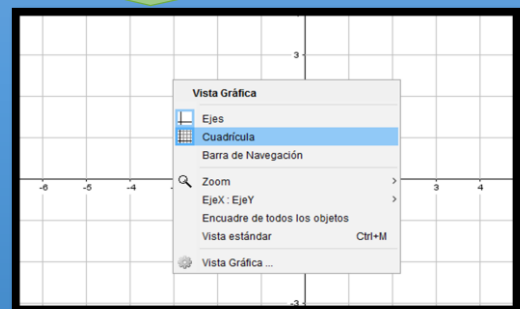 3
Vista Gráfica
Ejes
Cuadrícula
Barra de Navegación
-6 -5 -4 3 4
Zoom
EjeX : EjeY
Encuadre de todos los objetos
Vista estándar Ctrl+M
Vista Gráfica ...
-3